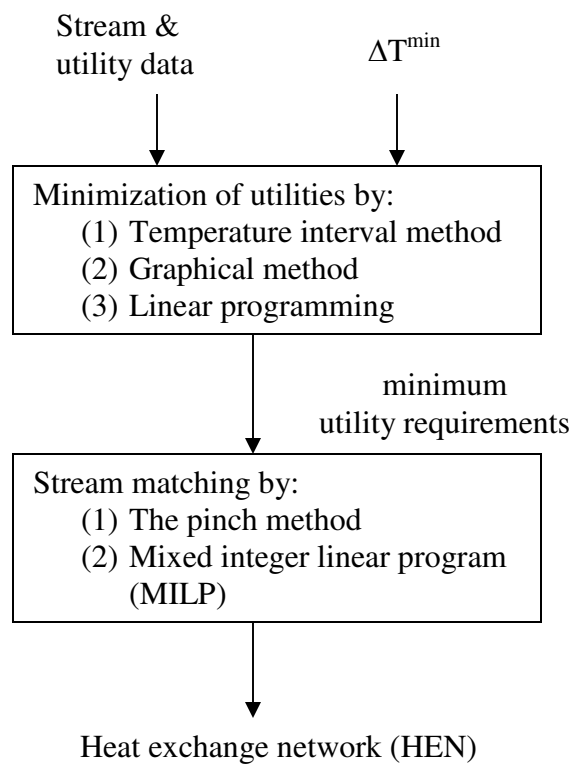 Stream &
utility data
ΔT^min
Minimization of utilities by:
(1) Temperature interval method
(2) Graphical method
(3) Linear programming
minimum
utility requirements
Stream matching by:
(1) The pinch method
(2) Mixed integer linear program
(MILP)
Heat exchange network (HEN)